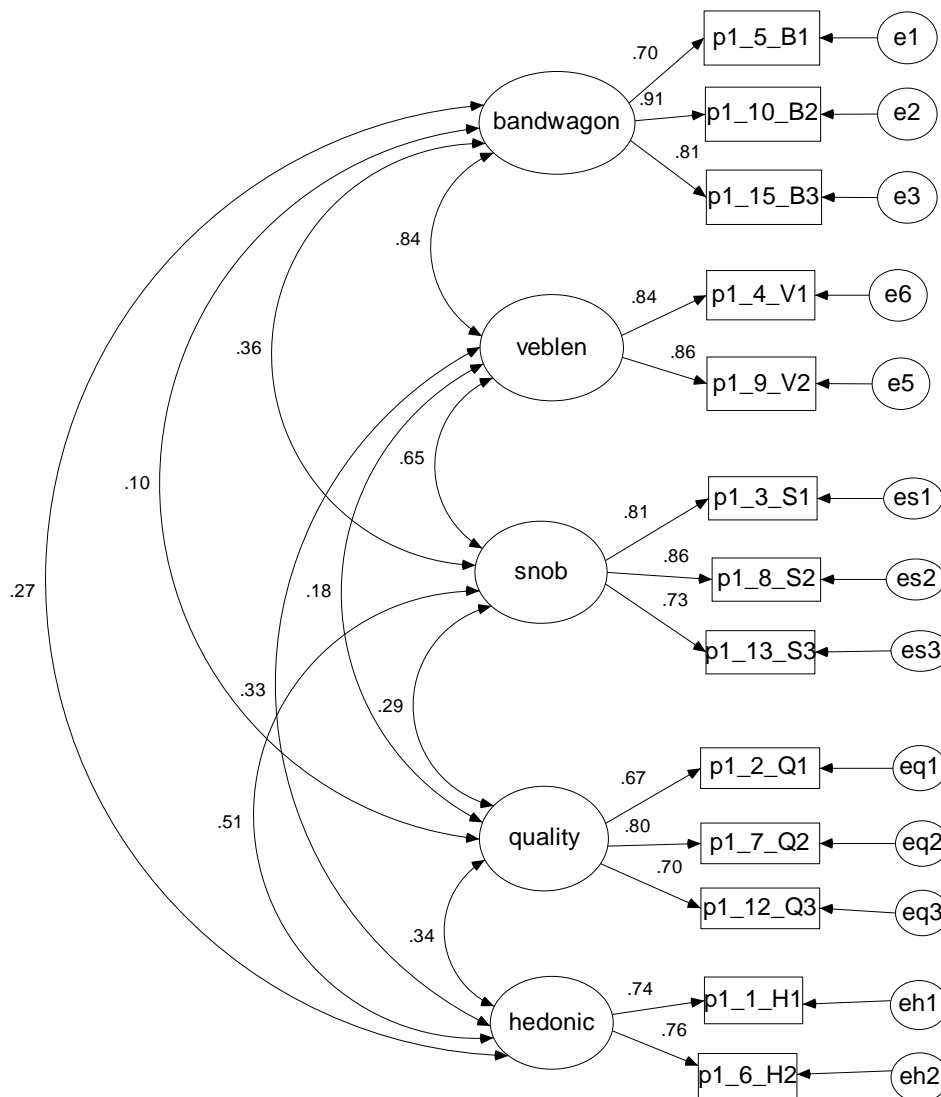 p1_5_B1 e1
.70
.91
bandwagon p1_10_B2 e2
.81
p1_15_B3 e3
.84
p1_4_V1 e6
.84
.36 veblen
.86
p1_9_V2 e5
.65
.10
p1_3_S1 es1
.81
.86
snob p1_8_S2 es2
.27 .18
.73
p1_13_S3 es3
.33
.29
p1_2_Q1 eq1
.67
.51
.80
quality p1_7_Q2 eq2
.70
p1_12_Q3 eq3
.34
.74
p1_1_H1 eh1
hedonic
.76
p1_6_H2 eh2